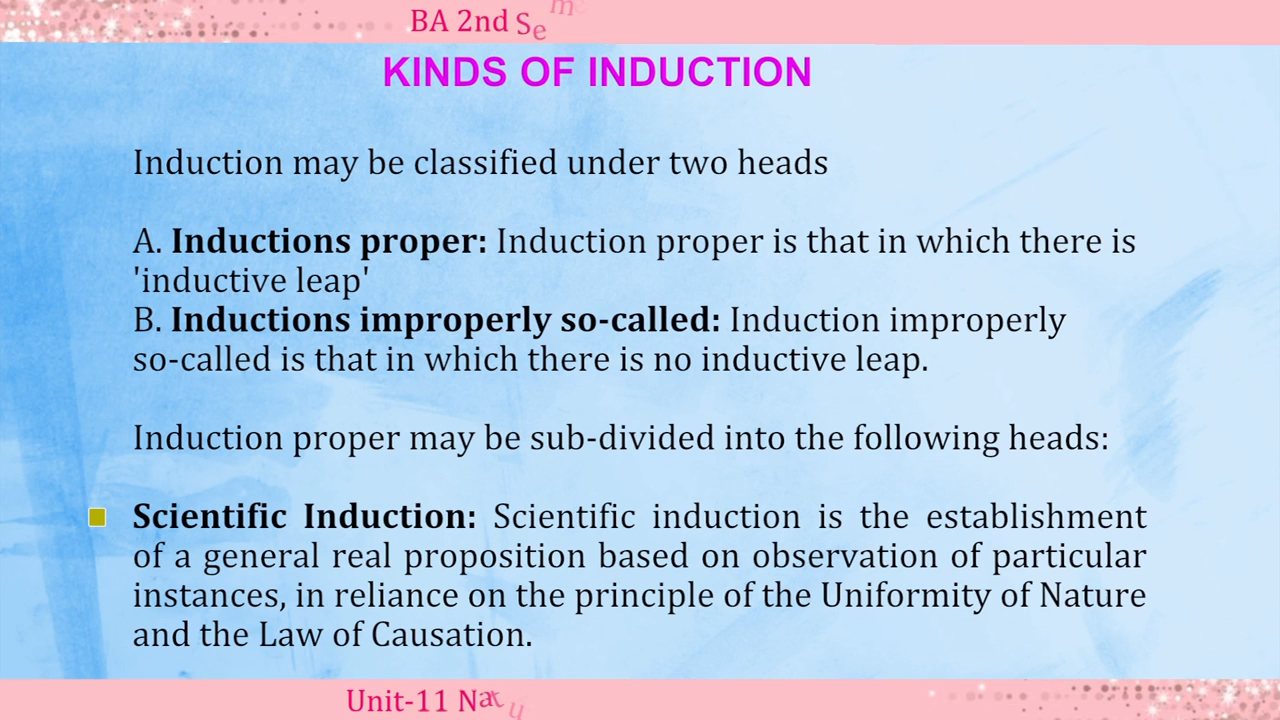 BA 2nd Sem
KINDS OF INDUCTION
Induction may be classified under two heads
A. Inductions proper: Induction proper is that in which there is
'inductive leap'
B. Inductions improperly so-called: Induction improperly
so-called is that in which there is no inductive leap.
Induction proper may be sub-divided into the following heads:
Scientific Induction: Scientific induction is the establishment
of a general real proposition based on observation of particular
instances, in reliance on the principle of the Uniformity of Nature
and the Law of Causation.
Unit-11 Natu